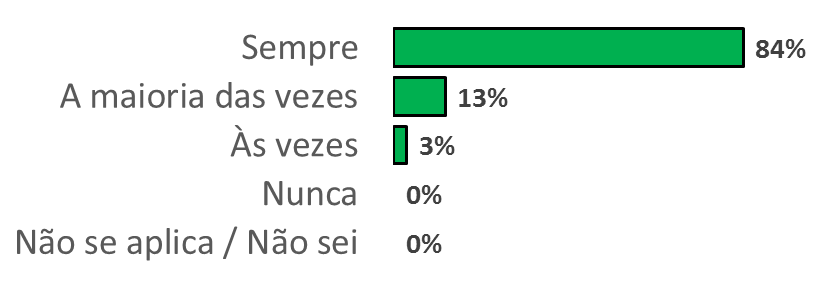 Sempre 84%
A maioria das vezes 13%
Às vezes 3%
Nunca 0%
Não se aplica / Não sei 0%